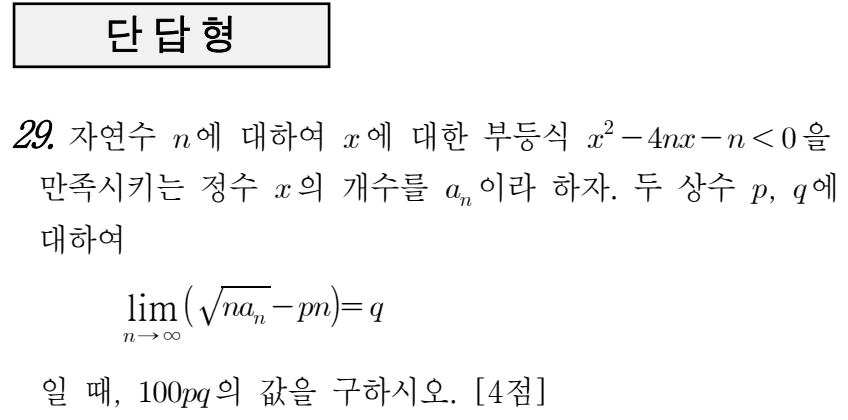 단답형
29. 자연수 n에 대하여 x에 대한 부등식 x²-4nx-n<0을
만족시키는 정수 x의 개수를 aₙ이라 하자. 두 상수 p, q에
대하여
lim(√naₙ-pn)=q
n→∞
일 때, 100pq의 값을 구하시오. [4점]